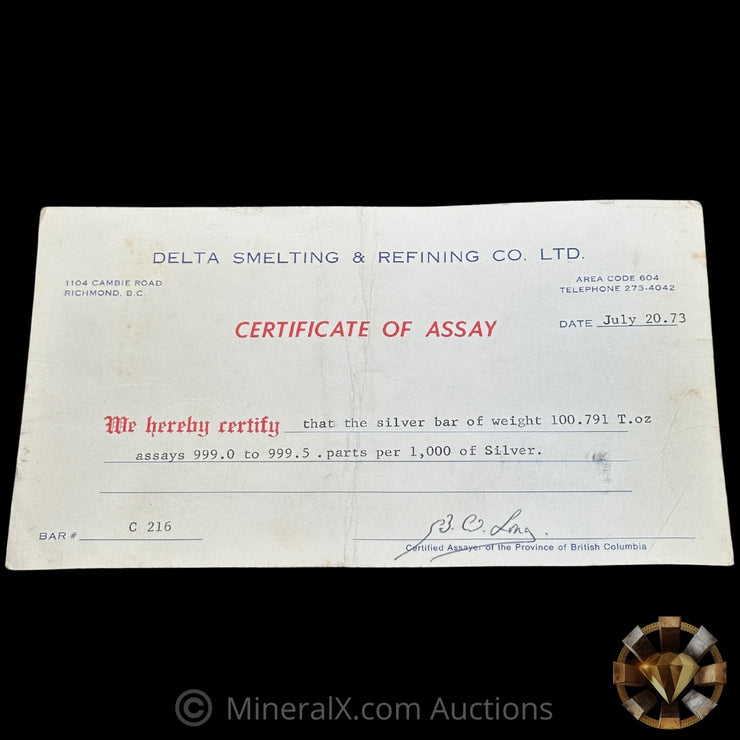 DELTA SMELTING & REFINING CO. LTD.
1104 CAMBIE ROAD
RICHMOND, B.C.
AREA CODE 604
TELEPHONE 273-4042
CERTIFICATE OF ASSAY
DATE July 20.73
We hereby certify that the silver bar of weight 100.791 T.oz
assays 999.0 to 999.5 .parts per 1,000 of Silver.
BAR # C 216
B. W. Long.
Certified Assayer of the Province of British Columbia
© MineralX.com Auctions